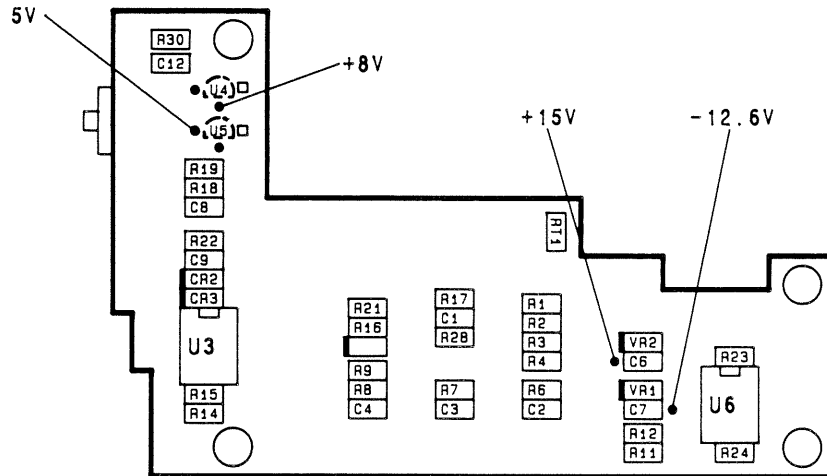 5V
R30
C12
U4
+8V
U5
+15V
-12.6V
R19
R18
C8
RT1
R22
C9
CR2
CR3
U3
R15
R14
R21
R16
R9
R8
C4
R17
C1
R28
R7
C3
R1
R2
R3
R4
R6
C2
VR2
C6
VR1
C7
R12
R11
R23
U6
R24